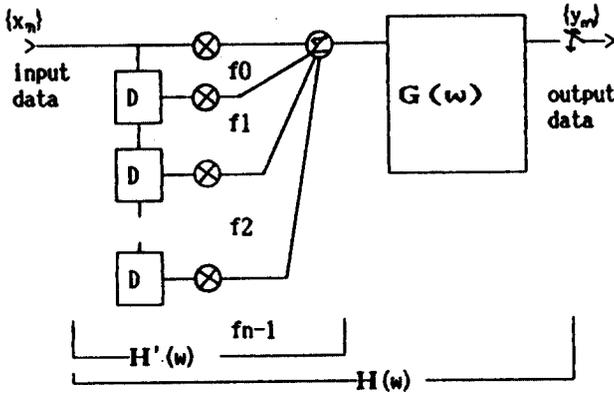 {xn}
{ym}
input
data
f0
D
f1
G(ω)
output
data
D
f2
D
fn-1
H'(w)
H(w)